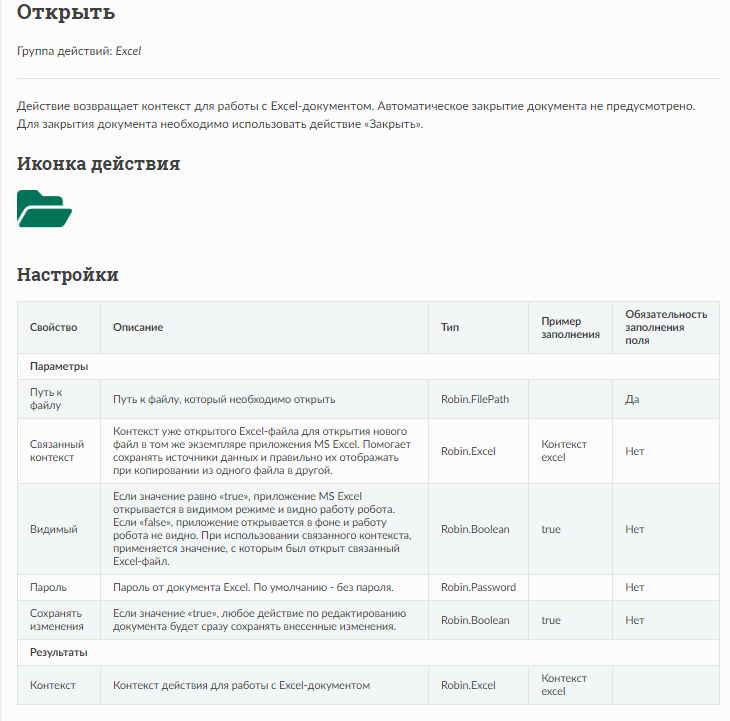 Открыть
Группа действий: Excel
Действие возвращает контекст для работы с Excel-документом. Автоматическое закрытие документа не предусмотрено.
Для закрытия документа необходимо использовать действие «Закрыть».
Иконка действия
Настройки
Свойство
Описание
Тип
Пример
заполнения
Обязательность
заполнения
поля
Параметры
Путь к
файлу
Путь к файлу, который необходимо открыть
Robin.FilePath
Да
Связанный
контекст
Контекст уже открытого Excel-файла для открытия нового
файл в том же экземпляре приложения MS Excel. Помогает
сохранять источники данных и правильно их отображать
при копировании из одного файла в другой.
Robin.Excel
Контекст
excel
Нет
Видимый
Если значение равно «true», приложение MS Excel
открывается в видимом режиме и видно работу робота.
Если «false», приложение открывается в фоне и работу
робота не видно. При использовании связанного контекста,
применяется значение, с которым был открыт связанный
Excel-файл.
Robin.Boolean
true
Нет
Пароль
Пароль от документа Excel. По умолчанию - без пароля.
Robin.Password
Нет
Сохранять
изменения
Если значение «true», любое действие по редактированию
документа будет сразу сохранять внесенные изменения.
Robin.Boolean
true
Нет
Результаты
Контекст
Контекст действия для работы с Excel-документом
Robin.Excel
Контекст
excel